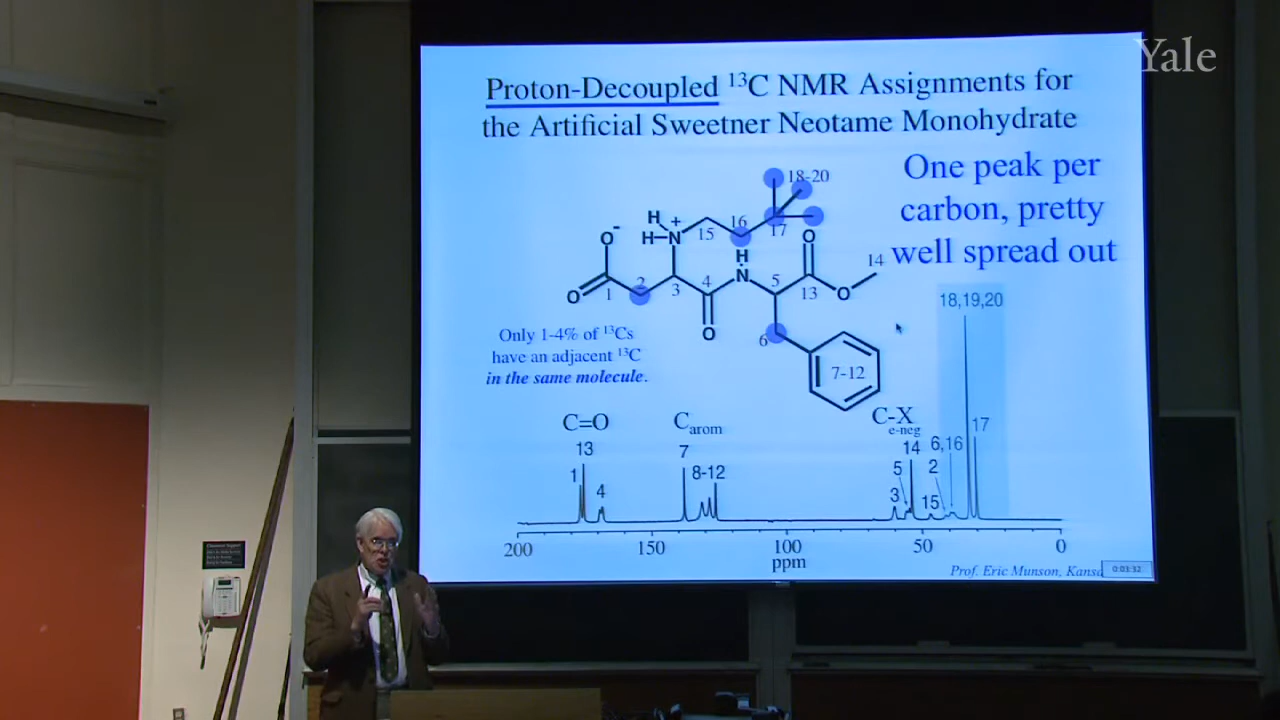 Yale
Proton-Decoupled ¹³C NMR Assignments for
the Artificial Sweetner Neotame Monohydrate
One peak per
carbon, pretty
well spread out
18-20
H
+
H
N
15
16
17
O
-
O
1
2
3
4
O
H
N
5
O
13
O
14
6
7-12
Only 1-4% of ¹³Cs
have an adjacent ¹³C
in the same molecule.
C=O
13
1
4
Carom
7
8-12
C-X
e-neg
14
6,16
5
2
3
15
18,19,20
17
200
150
100
50
0
ppm
Prof. Eric Munson,
0:03:32